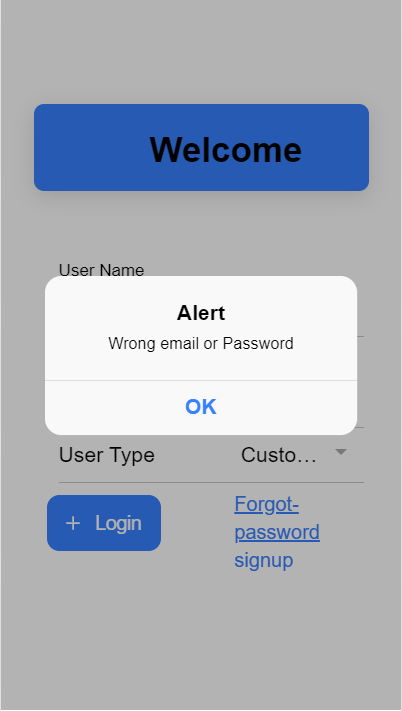 Welcome
User Name
Alert
Wrong email or Password
OK
User Type
Custo...
Login
Forgot-
password
signup